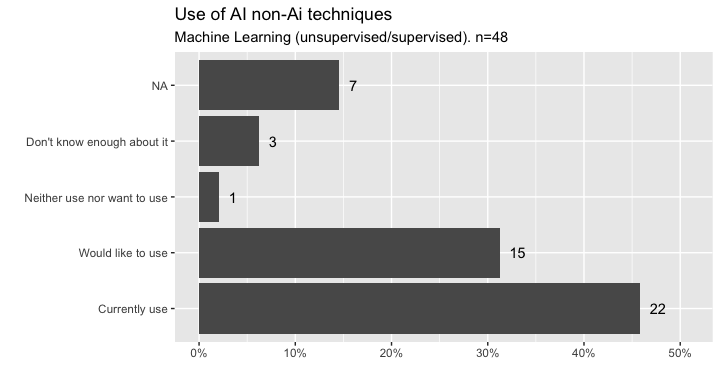 Use of AI non-Ai techniques
Machine Learning (unsupervised/supervised). n=48
NA
7
Don't know enough about it
3
Neither use nor want to use
1
Would like to use
15
Currently use
22
0%
10%
20%
30%
40%
50%